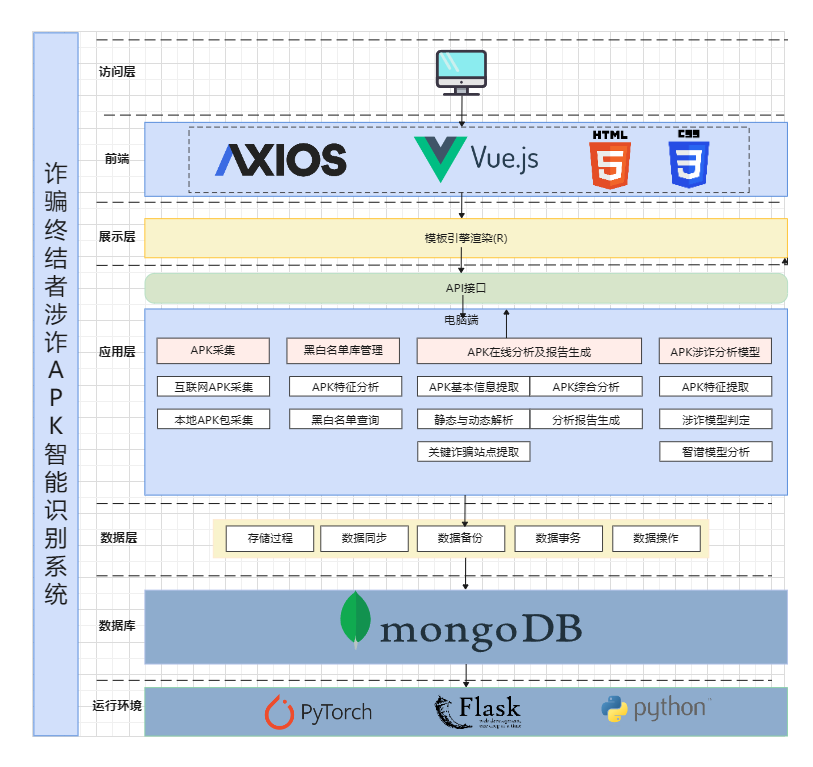 诈骗终结者涉诈APK智能识别系统
访问层
前端
AXIOS
Vue.js
HTML
5
CSS
3
展示层
模板引擎渲染(R)
API接口
应用层
电脑端
APK采集
黑白名单库管理
APK在线分析及报告生成
APK涉诈分析模型
互联网APK采集
APK特征分析
APK基本信息提取
APK综合分析
APK特征提取
本地APK包采集
黑白名单查询
静态与动态解析
分析报告生成
涉诈模型判定
关键诈骗站点提取
智谱模型分析
数据层
存储过程
数据同步
数据备份
数据事务
数据操作
数据库
mongoDB
运行环境
PyTorch
Flask
web development,
one drop at a time
python